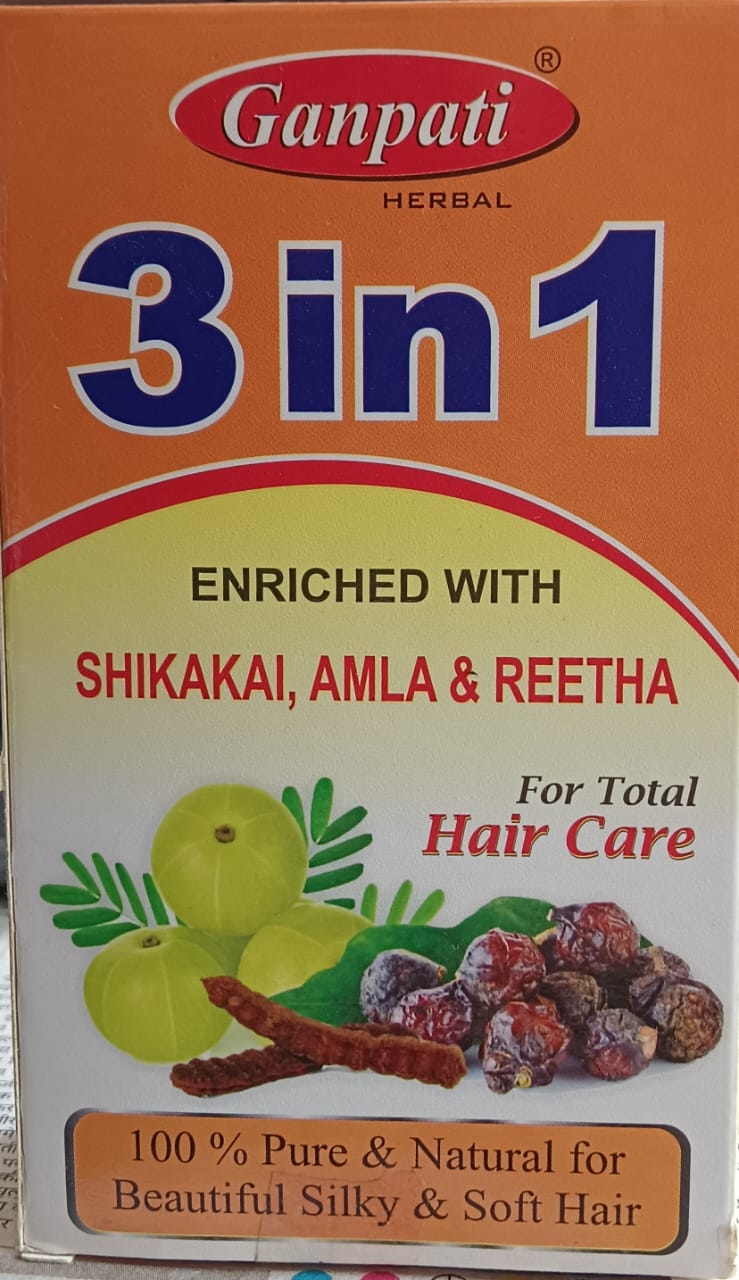 Ganpati ®
HERBAL
3 in 1
ENRICHED WITH
SHIKAKAI, AMLA & REETHA
For Total
Hair Care
100 % Pure & Natural for
Beautiful Silky & Soft Hair